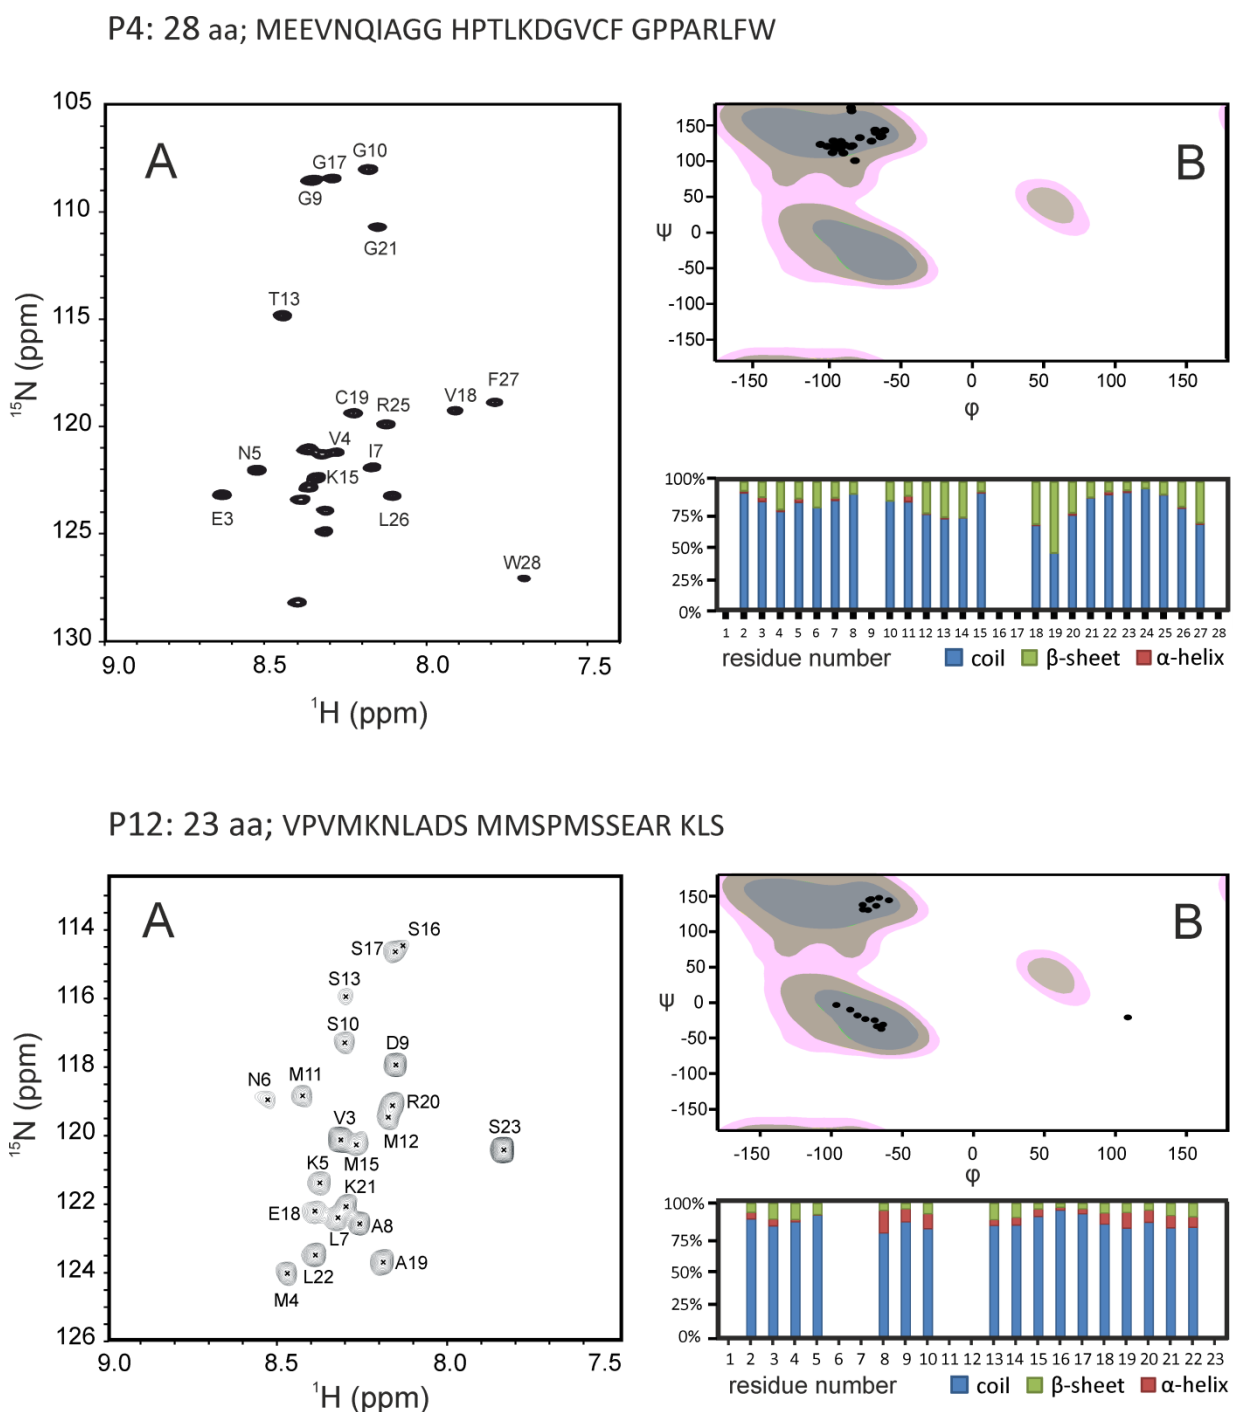 P4: 28 aa; MEEVNQIAGG HPTLKDGVCF GPPARLFW
A
105
110
115
120
125
130
¹⁵N (ppm)
G10
G17
G9
G21
T13
C19
R25
V18
F27
V4
I7
N5
K15
E3
L26
W28
9.0
8.5
8.0
7.5
¹H (ppm)
B
150
100
50
0
-50
-100
-150
ψ
-150
-100
-50
0
50
100
150
φ
100%
75%
50%
25%
0%
1 2 3 4 5 6 7 8 9 10 11 12 13 14 15 16 17 18 19 20 21 22 23 24 25 26 27 28
residue number coil β-sheet α-helix
P12: 23 aa; VPVMKNLADS MMSPMSSEAR KLS
A
114
116
118
120
122
124
126
¹⁵N (ppm)
S16
S17
S13
S10
D9
N6
M11
R20
V3
M12
S23
M15
K5
K21
E18
A8
L7
L22
A19
M4
9.0
8.5
8.0
7.5
¹H (ppm)
B
150
100
50
0
-50
-100
-150
ψ
-150
-100
-50
0
50
100
150
φ
100%
75%
50%
25%
0%
1 2 3 4 5 6 7 8 9 10 11 12 13 14 15 16 17 18 19 20 21 22 23
residue number coil β-sheet α-helix